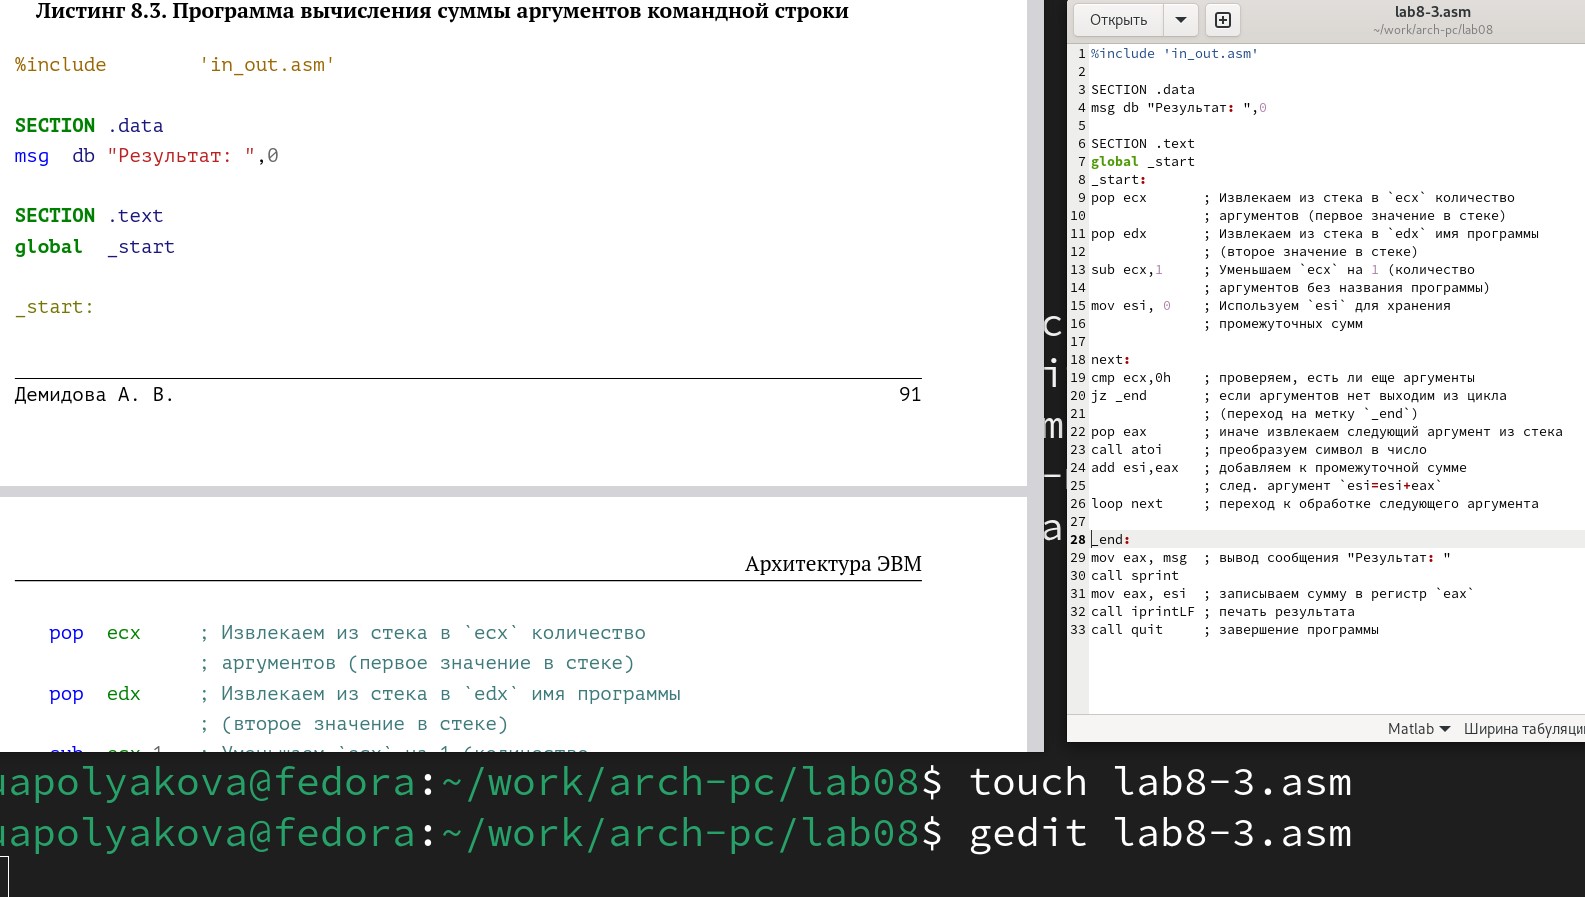 Листинг 8.3. Программа вычисления суммы аргументов командной строки
%include 'in_out.asm'
SECTION .data
msg db "Результат: ",0
SECTION .text
global _start
_start:
Демидова А. В. 91
Архитектура ЭВМ
pop ecx ; Извлекаем из стека в `ecx` количество
; аргументов (первое значение в стеке)
pop edx ; Извлекаем из стека в `edx` имя программы
; (второе значение в стеке)
sub ecx,1 ; Уменьшаем `ecx` на 1 (количество
Открыть
lab8-3.asm
~/work/arch-pc/lab08
1 %include 'in_out.asm'
2
3 SECTION .data
4 msg db "Результат: ",0
5
6 SECTION .text
7 global _start
8 _start:
9 pop ecx ; Извлекаем из стека в `ecx` количество
10 ; аргументов (первое значение в стеке)
11 pop edx ; Извлекаем из стека в `edx` имя программы
12 ; (второе значение в стеке)
13 sub ecx,1 ; Уменьшаем `ecx` на 1 (количество
14 ; аргументов без названия программы)
15 mov esi, 0 ; Используем `esi` для хранения
16 ; промежуточных сумм
17
18 next:
19 cmp ecx,0h ; проверяем, есть ли еще аргументы
20 jz _end ; если аргументов нет выходим из цикла
21 ; (переход на метку `_end`)
22 pop eax ; иначе извлекаем следующий аргумент из стека
23 call atoi ; преобразуем символ в число
24 add esi,eax ; добавляем к промежуточной сумме
25 ; след. аргумент `esi=esi+eax`
26 loop next ; переход к обработке следующего аргумента
27
28 _end:
29 mov eax, msg ; вывод сообщения "Результат: "
30 call sprint
31 mov eax, esi ; записываем сумму в регистр `eax`
32 call iprintLF ; печать результата
33 call quit ; завершение программы
Matlab Ширина табуляции
c
i
m
_
a
uapolyakova@fedora:~/work/arch-pc/lab08$ touch lab8-3.asm
uapolyakova@fedora:~/work/arch-pc/lab08$ gedit lab8-3.asm